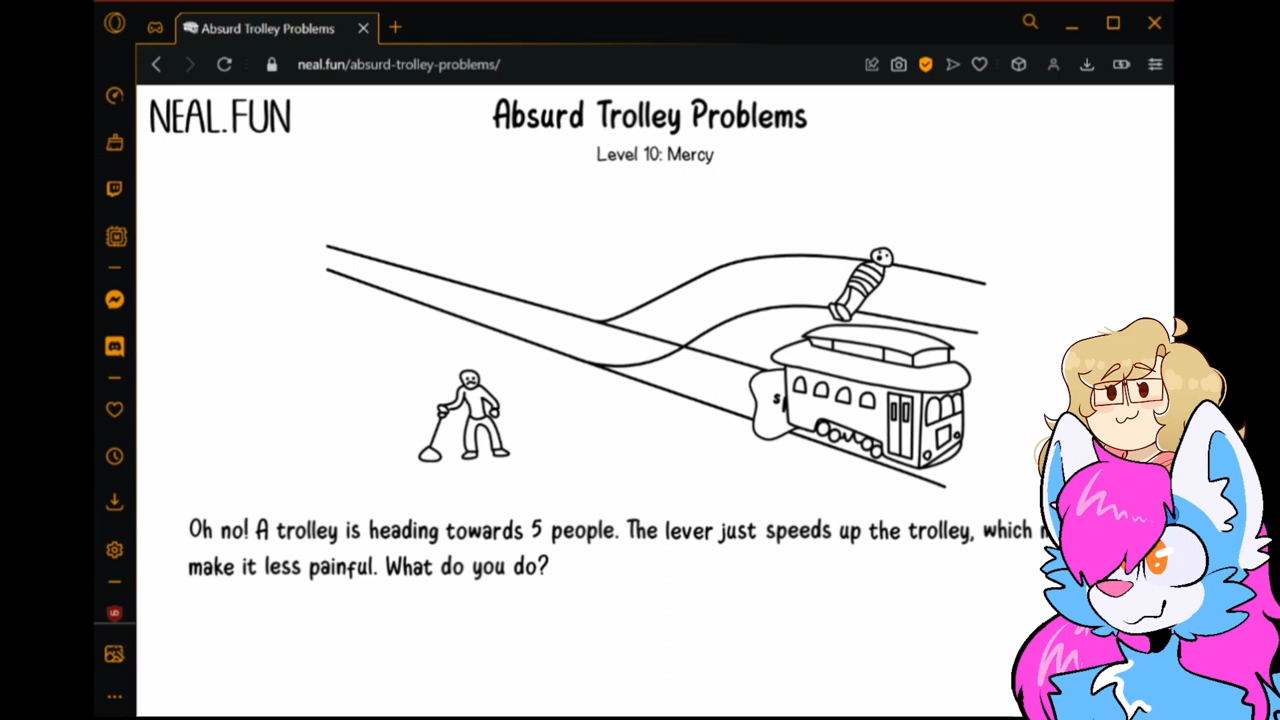 Absurd Trolley Problems
neal.fun/absurd-trolley-problems/
NEAL.FUN
Absurd Trolley Problems
Level 10: Mercy
Oh no! A trolley is heading towards 5 people. The lever just speeds up the trolley, which
make it less painful. What do you do?